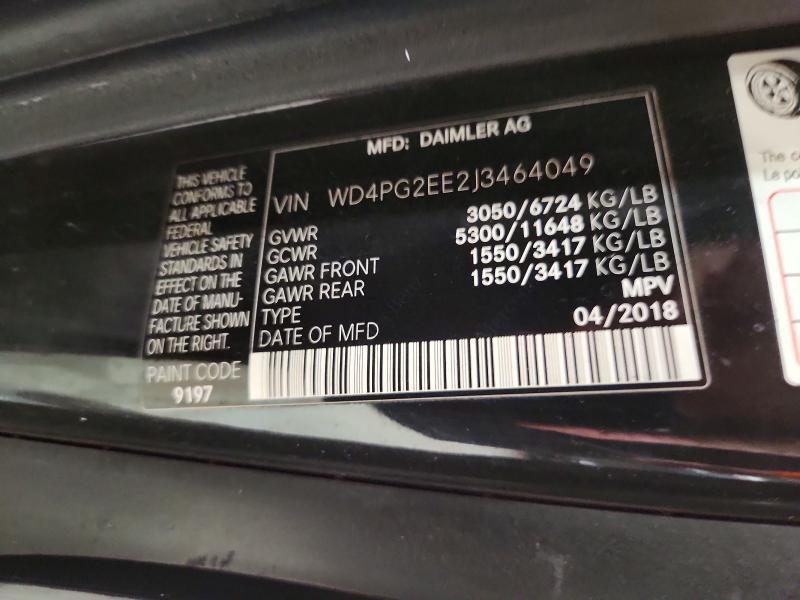 MFD: DAIMLER AG
VIN WD4PG2EE2J3464049
GVWR 3050/6724 KG/LB
GCWR 5300/11648 KG/LB
GAWR FRONT 1550/3417 KG/LB
GAWR REAR 1550/3417 KG/LB
TYPE MPV
DATE OF MFD 04/2018
THIS VEHICLE
CONFORMS TO
ALL APPLICABLE
FEDERAL
VEHICLE SAFETY
STANDARDS IN
EFFECT ON THE
DATE OF MANU-
FACTURE SHOWN
ON THE RIGHT.
PAINT CODE
9197
The c
Le po